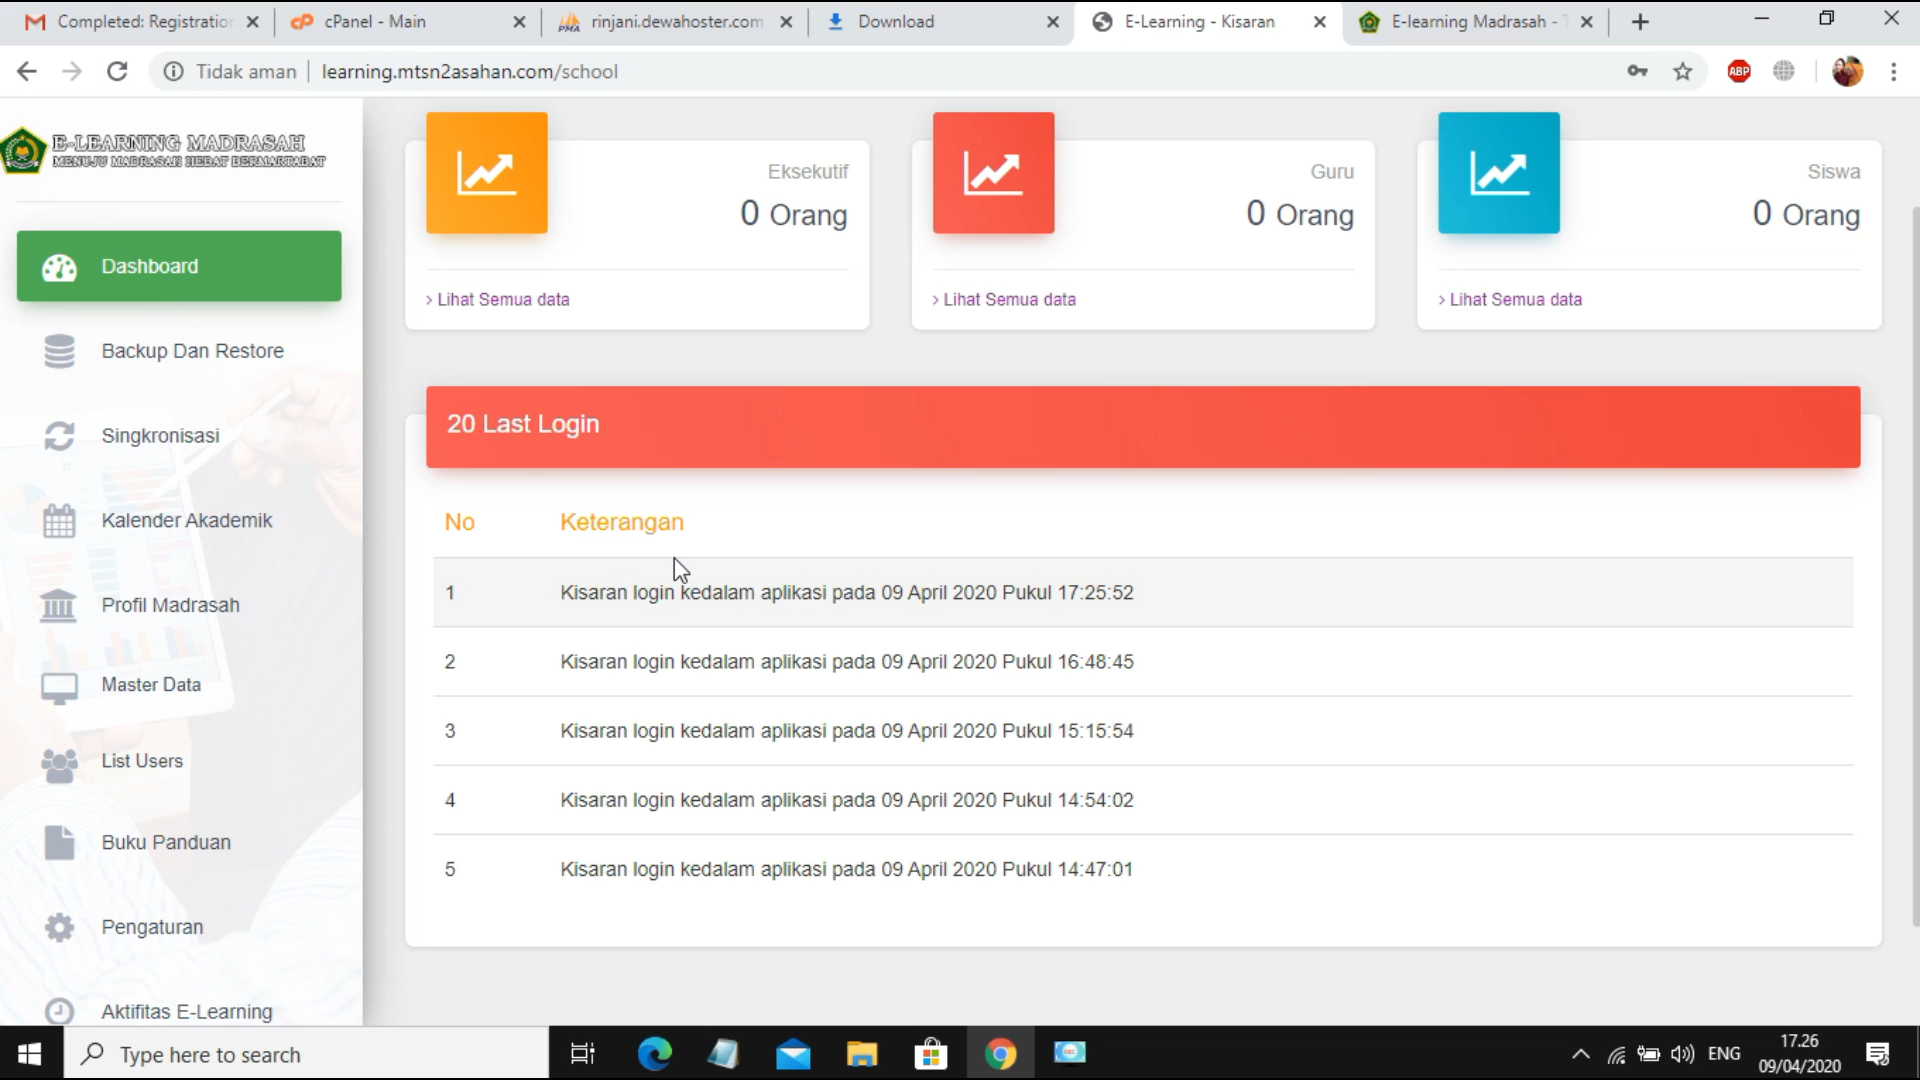 Completed: Registration
cPanel - Main
rinjani.dewahoster.com
Download
E-Learning - Kisaran
E-learning Madrasah -
Tidak aman
learning.mtsn2asahan.com/school
ABP
E-LEARNING MADRASAH
MENUJU MADRASAH HEBAT BERMARTABAT
Dashboard
Backup Dan Restore
Singkronisasi
Kalender Akademik
Profil Madrasah
Master Data
List Users
Buku Panduan
Pengaturan
Aktifitas E-Learning
Eksekutif
0 Orang
> Lihat Semua data
Guru
0 Orang
> Lihat Semua data
Siswa
0 Orang
> Lihat Semua data
20 Last Login
No Keterangan
1 Kisaran login kedalam aplikasi pada 09 April 2020 Pukul 17:25:52
2 Kisaran login kedalam aplikasi pada 09 April 2020 Pukul 16:48:45
3 Kisaran login kedalam aplikasi pada 09 April 2020 Pukul 15:15:54
4 Kisaran login kedalam aplikasi pada 09 April 2020 Pukul 14:54:02
5 Kisaran login kedalam aplikasi pada 09 April 2020 Pukul 14:47:01
Type here to search
ENG
17.26
09/04/2020